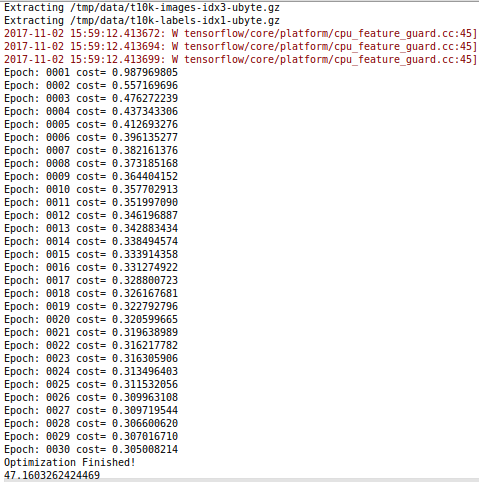 Extracting /tmp/data/t10k-images-idx3-ubyte.gz
Extracting /tmp/data/t10k-labels-idx1-ubyte.gz
2017-11-02 15:59:12.413672: W tensorflow/core/platform/cpu_feature_guard.cc:45]
2017-11-02 15:59:12.413694: W tensorflow/core/platform/cpu_feature_guard.cc:45]
2017-11-02 15:59:12.413699: W tensorflow/core/platform/cpu_feature_guard.cc:45]
Epoch: 0001 cost= 0.987969805
Epoch: 0002 cost= 0.557169696
Epoch: 0003 cost= 0.476272239
Epoch: 0004 cost= 0.437343306
Epoch: 0005 cost= 0.412693276
Epoch: 0006 cost= 0.396135277
Epoch: 0007 cost= 0.382161376
Epoch: 0008 cost= 0.373185168
Epoch: 0009 cost= 0.364404152
Epoch: 0010 cost= 0.357702913
Epoch: 0011 cost= 0.351997090
Epoch: 0012 cost= 0.346196887
Epoch: 0013 cost= 0.342883434
Epoch: 0014 cost= 0.338494574
Epoch: 0015 cost= 0.333914358
Epoch: 0016 cost= 0.331274922
Epoch: 0017 cost= 0.328800723
Epoch: 0018 cost= 0.326167681
Epoch: 0019 cost= 0.322792796
Epoch: 0020 cost= 0.320599665
Epoch: 0021 cost= 0.319638989
Epoch: 0022 cost= 0.316217782
Epoch: 0023 cost= 0.316305906
Epoch: 0024 cost= 0.313496403
Epoch: 0025 cost= 0.311532056
Epoch: 0026 cost= 0.309963108
Epoch: 0027 cost= 0.309719544
Epoch: 0028 cost= 0.306600620
Epoch: 0029 cost= 0.307016710
Epoch: 0030 cost= 0.305008214
Optimization Finished!
47.1603262424469